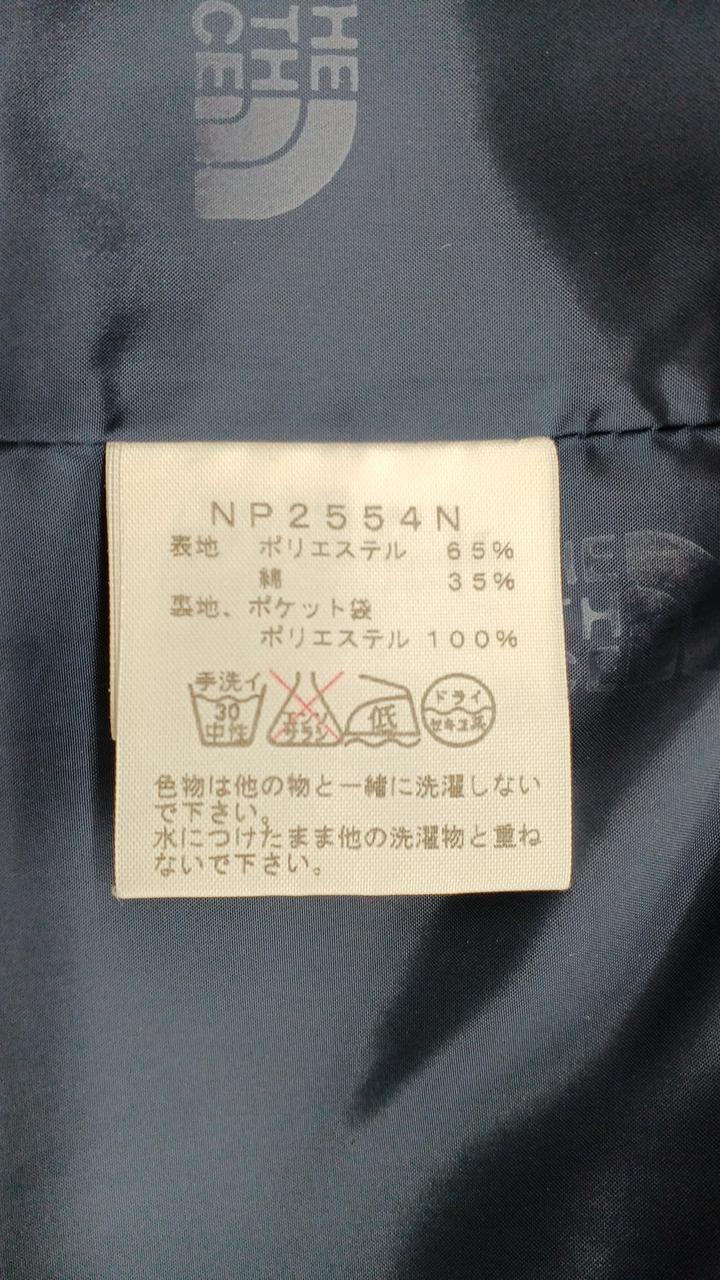 THE
TH
CE
NP2554N
表地 ポリエステル 65%
綿 35%
裏地、ポケット袋
ポリエステル 100%
手洗イ
30
中性
エンソ
サラシ
低
ドライ
セキユ系
色物は他の物と一緒に洗濯しない
で下さい。
水につけたまま他の洗濯物と重ね
ないで下さい。